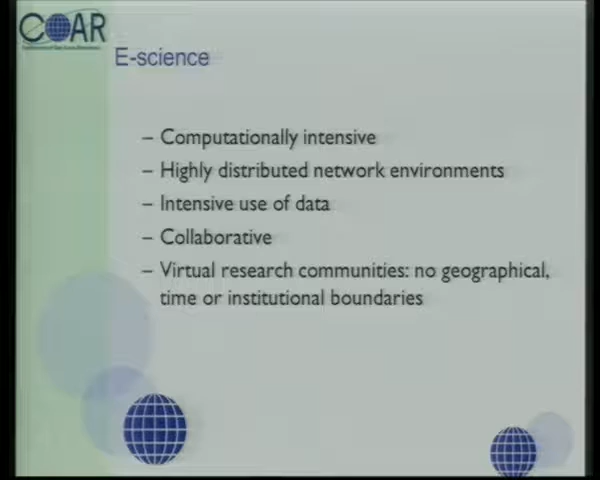 COAR
E-science
– Computationally intensive
– Highly distributed network environments
– Intensive use of data
– Collaborative
– Virtual research communities: no geographical,
time or institutional boundaries